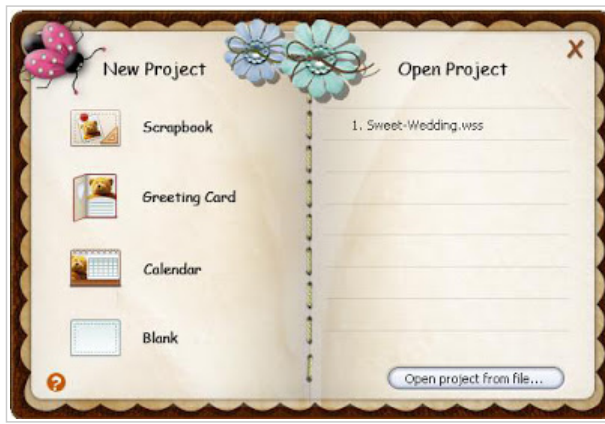 New Project
Scrapbook
Greeting Card
Calendar
Blank
?
Open Project
X
1. Sweet-Wedding.wss
Open project from file...